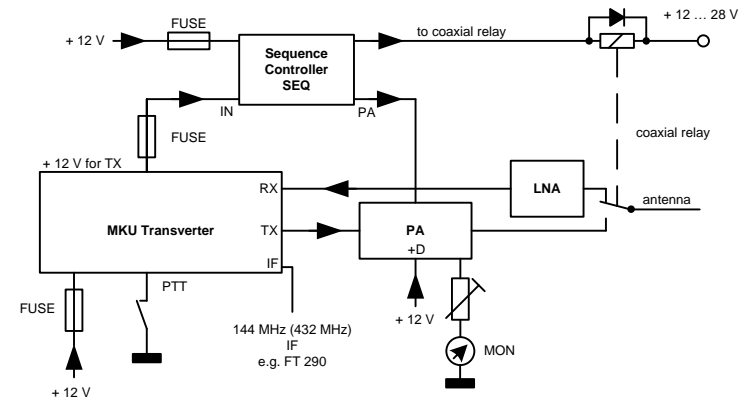 FUSE
+ 12 V
Sequence
Controller
SEQ
to coaxial relay
+ 12 ... 28 V
IN
PA
FUSE
coaxial relay
+ 12 V for TX
MKU Transverter
RX
TX
IF
LNA
antenna
PA
+D
FUSE
PTT
+ 12 V
144 MHz (432 MHz)
IF
e.g. FT 290
MON
+ 12 V